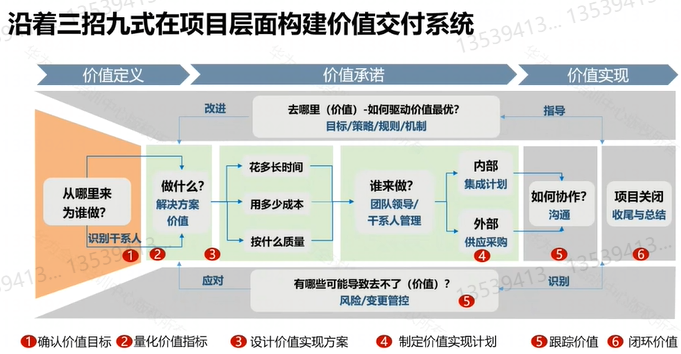 沿着三招九式在项目层面构建价值交付系统
价值定义
价值承诺
价值实现
改进
去哪里（价值）-如何驱动价值最优？
目标/策略/规则/机制
指导
从哪里来
为谁做？
识别干系人
1
做什么？
解决方案
价值
2
花多长时间
用多少成本
按什么质量
3
谁来做？
团队领导/
干系人管理
内部
集成计划
外部
供应采购
4
如何协作？
沟通
5
项目关闭
收尾与总结
6
应对
有哪些可能导致去不了（价值）？
风险/变更管控
5
识别
1确认价值目标
2量化价值指标
3设计价值实现方案
4制定价值实现计划
5跟踪价值
6闭环价值
13539413...